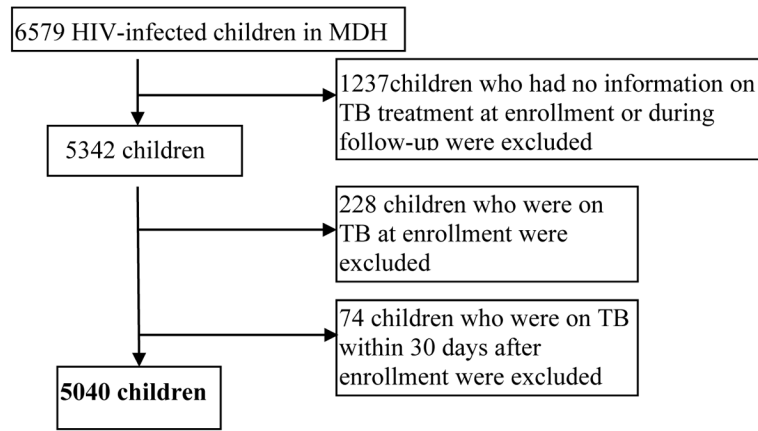 6579 HIV-infected children in MDH
1237children who had no information on
TB treatment at enrollment or during
follow-up were excluded
5342 children
228 children who were on
TB at enrollment were
excluded
74 children who were on TB
within 30 days after
enrollment were excluded
5040 children